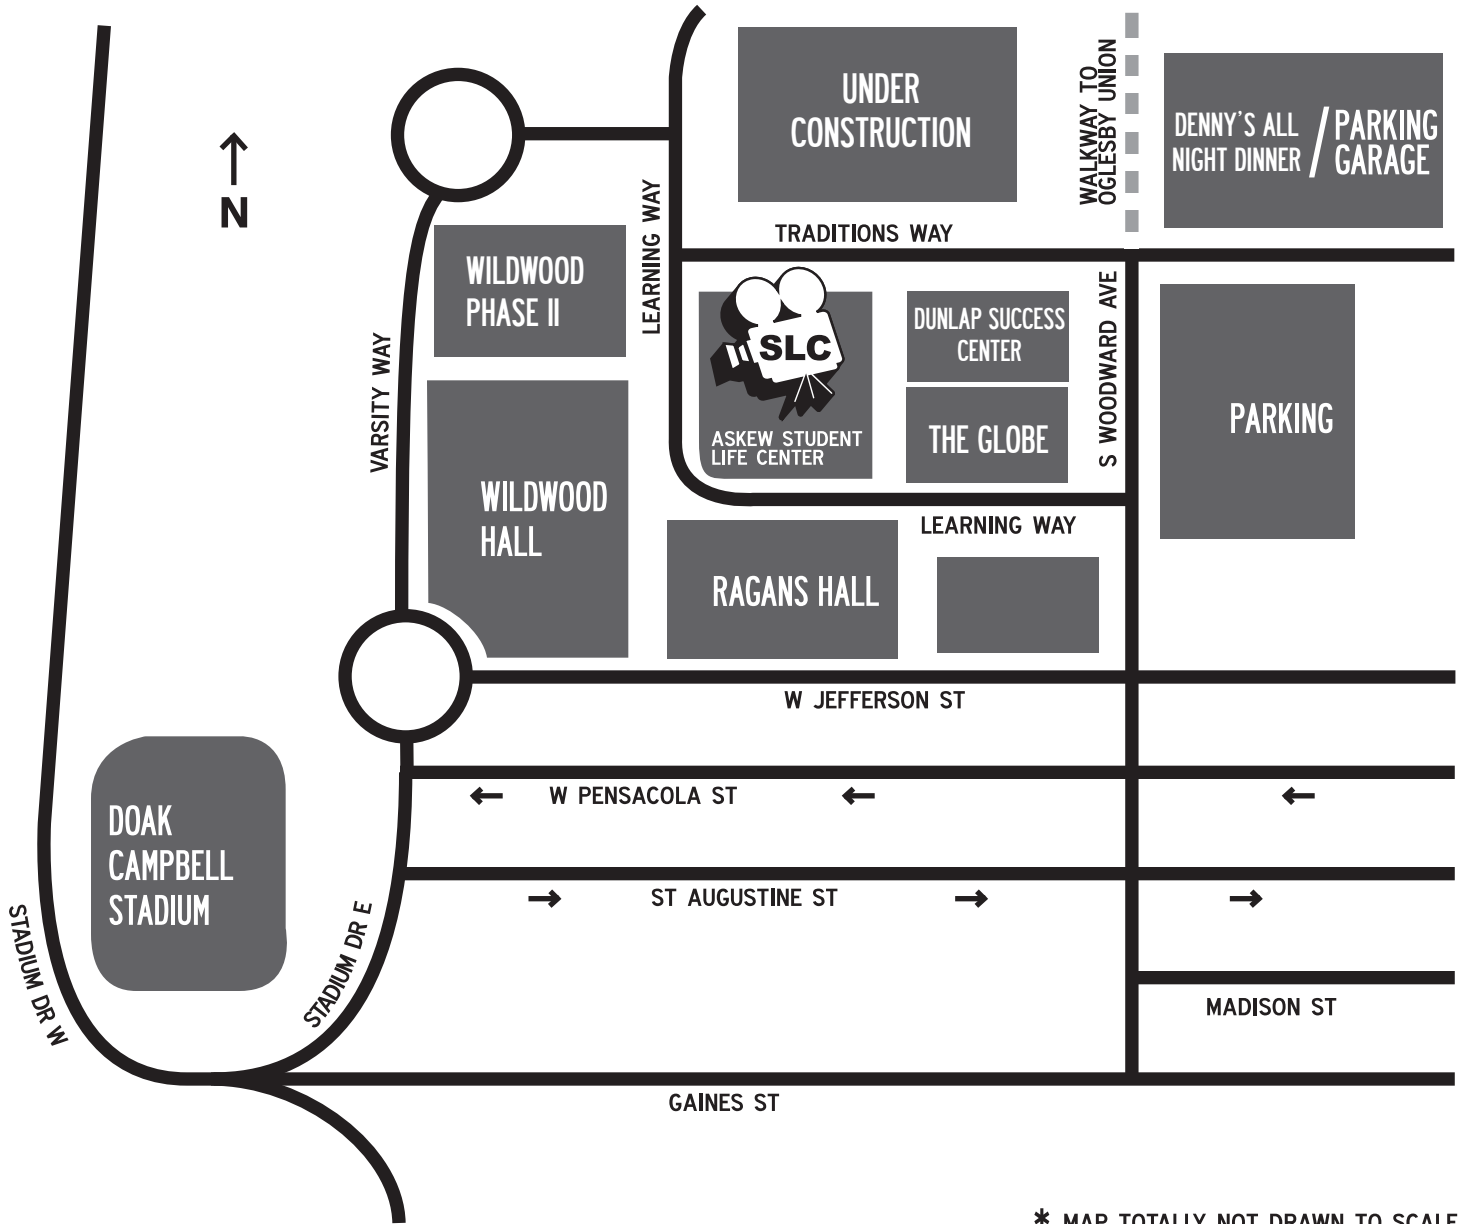 UNDER
CONSTRUCTION
WALKWAY TO
OGLESBY UNION
DENNY'S ALL
NIGHT DINNER
/ PARKING
GARAGE
N
LEARNING WAY
TRADITIONS WAY
WILDWOOD
PHASE II
SLC
ASKEW STUDENT
LIFE CENTER
DUNLAP SUCCESS
CENTER
THE GLOBE
S WOODWARD AVE
PARKING
VARSITY WAY
WILDWOOD
HALL
LEARNING WAY
RAGANS HALL
W JEFFERSON ST
W PENSACOLA ST
DOAK
CAMPBELL
STADIUM
ST AUGUSTINE ST
STADIUM DR W
STADIUM DR E
MADISON ST
GAINES ST
* MAP TOTALLY NOT DRAWN TO SCALE